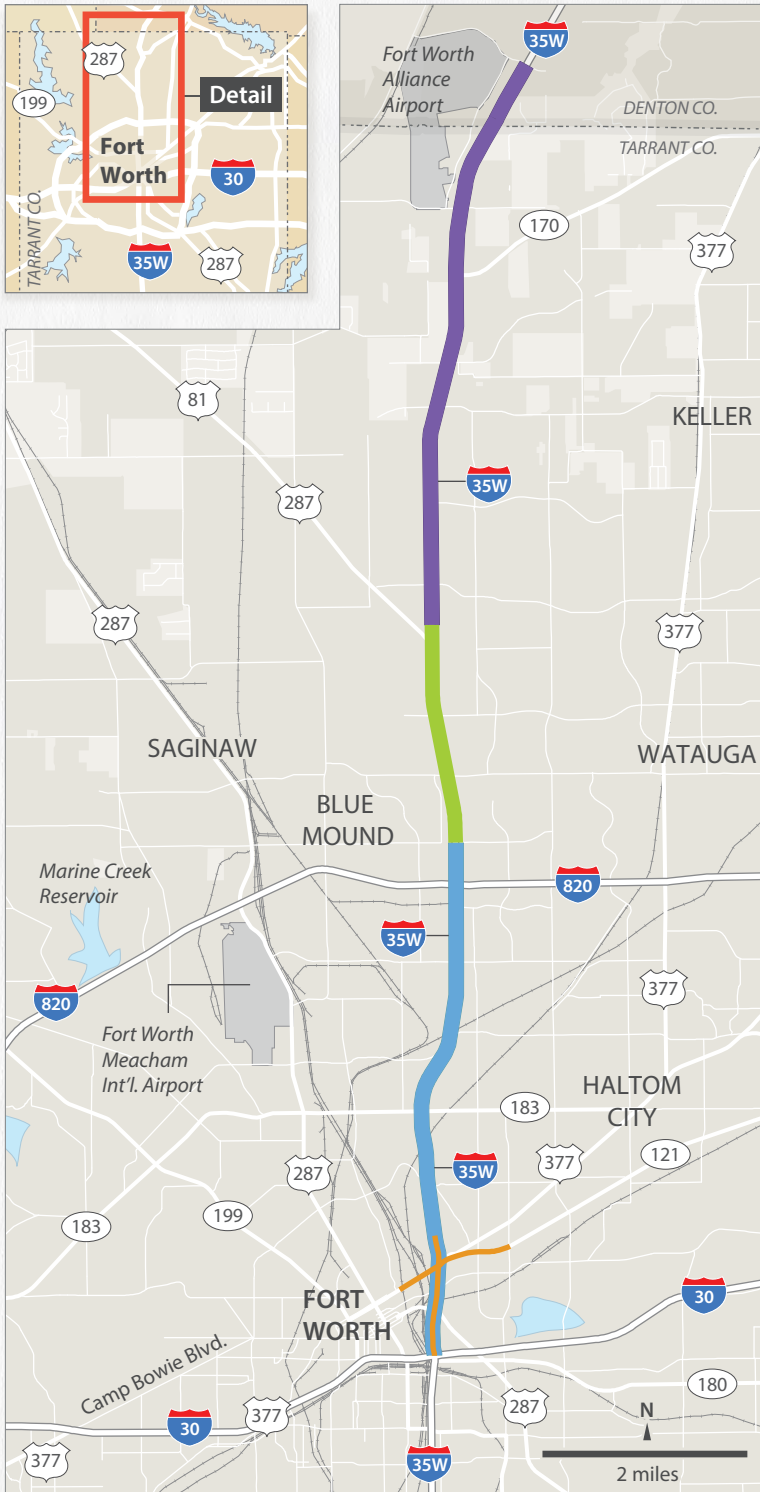 287
199
Detail
Fort
Worth
30
TARRANT CO.
35W
287
Fort Worth
Alliance
Airport
35W
DENTON CO.
TARRANT CO.
170
377
81
KELLER
35W
287
287
377
SAGINAW
WATAUGA
BLUE
MOUND
Marine Creek
Reservoir
820
35W
377
820
Fort Worth
Meacham
Int'l. Airport
HALTOM
CITY
183
377
121
287
35W
183
199
30
FORT
WORTH
Camp Bowie Blvd.
180
377
287
30
N
377
35W
2 miles